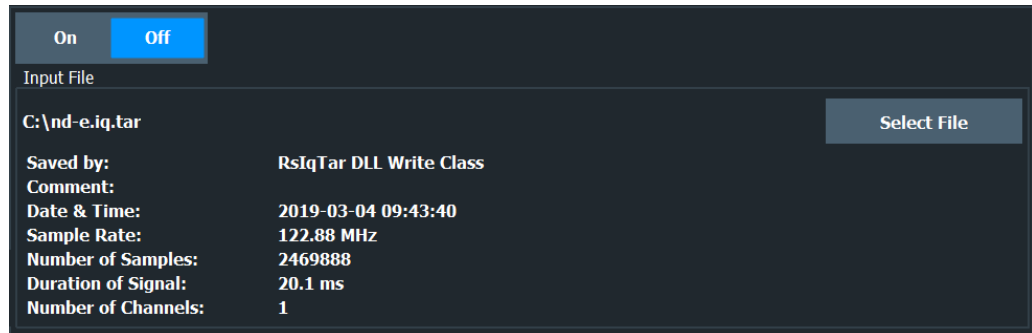 On Off
Input File
C:\nd-e.iq.tar Select File
Saved by: RsIqTar DLL Write Class
Comment:
Date & Time: 2019-03-04 09:43:40
Sample Rate: 122.88 MHz
Number of Samples: 2469888
Duration of Signal: 20.1 ms
Number of Channels: 1